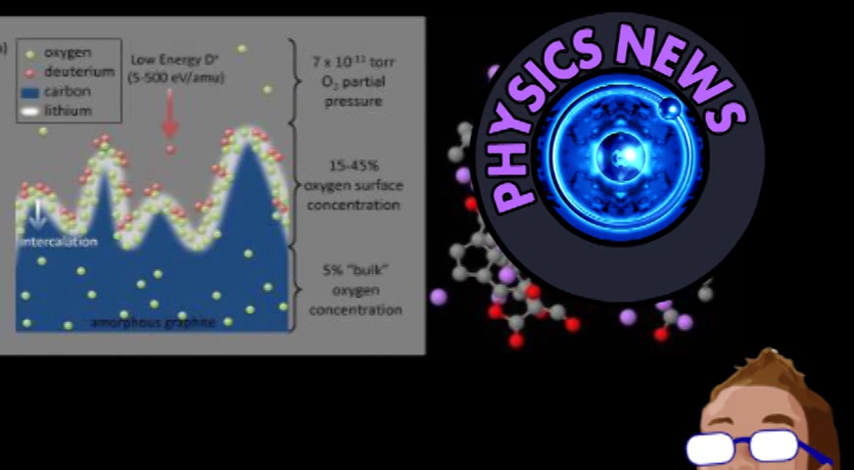 a)
oxygen
deuterium
carbon
lithium
Low Energy D⁺
(5-500 eV/amu)
7 x 10⁻¹¹ torr
O₂ partial
pressure
15-45%
oxygen surface
concentration
intercalation
5% "bulk"
oxygen
concentration
amorphous graphite
PHYSICS NEWS